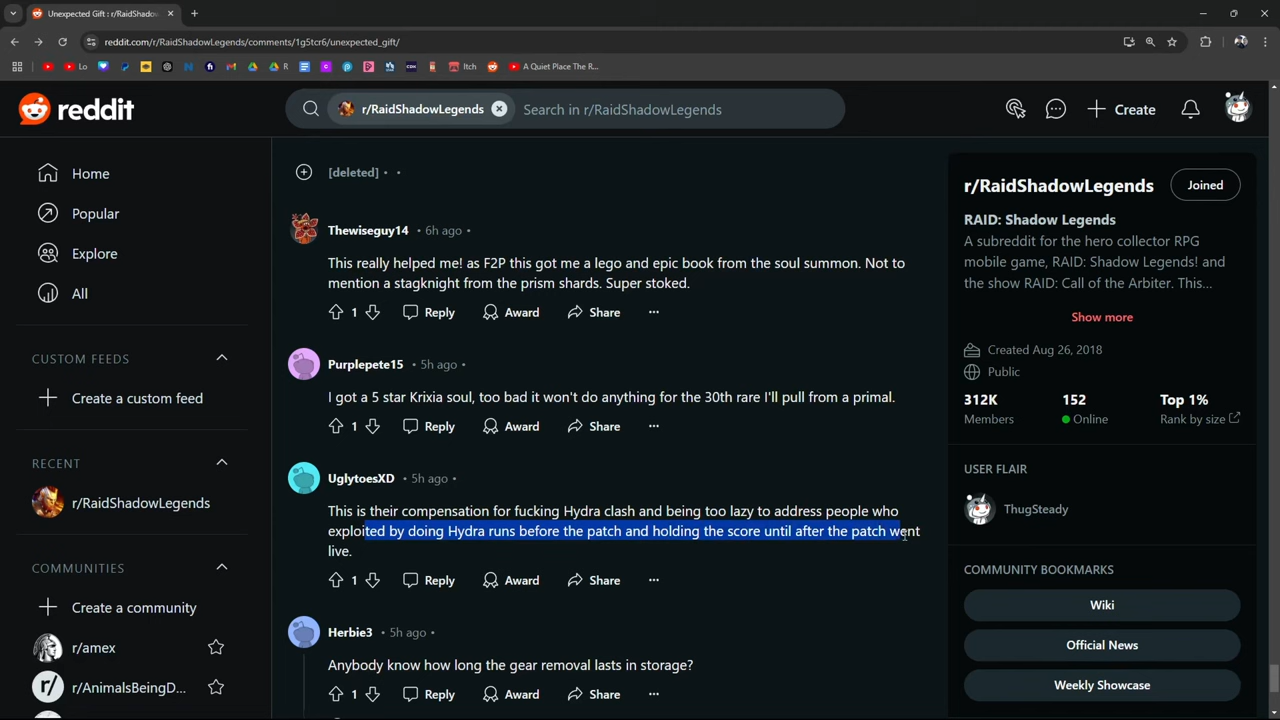 Unexpected Gift : r/RaidShado
reddit.com/r/RaidShadowLegends/comments/1g5tcr6/unexpected_gift/
Lo
R
Itch
A Quiet Place The R...
reddit
r/RaidShadowLegends
Search in r/RaidShadowLegends
Create
Home
Popular
Explore
All
CUSTOM FEEDS
Create a custom feed
RECENT
r/RaidShadowLegends
COMMUNITIES
Create a community
r/amex
r/AnimalsBeingD...
[deleted] • •
Thewiseguy14 • 6h ago •
This really helped me! as F2P this got me a lego and epic book from the soul summon. Not to
mention a stagknight from the prism shards. Super stoked.
1 Reply Award Share ...
Purplepete15 • 5h ago •
I got a 5 star Krixia soul, too bad it won't do anything for the 30th rare I'll pull from a primal.
1 Reply Award Share ...
UglytoesXD • 5h ago •
This is their compensation for fucking Hydra clash and being too lazy to address people who
exploited by doing Hydra runs before the patch and holding the score until after the patch went
live.
1 Reply Award Share ...
Herbie3 • 5h ago •
Anybody know how long the gear removal lasts in storage?
1 Reply Award Share ...
r/RaidShadowLegends
Joined
RAID: Shadow Legends
A subreddit for the hero collector RPG
mobile game, RAID: Shadow Legends! and
the show RAID: Call of the Arbiter. This...
Show more
Created Aug 26, 2018
Public
312K 152 Top 1%
Members Online Rank by size
USER FLAIR
ThugSteady
COMMUNITY BOOKMARKS
Wiki
Official News
Weekly Showcase